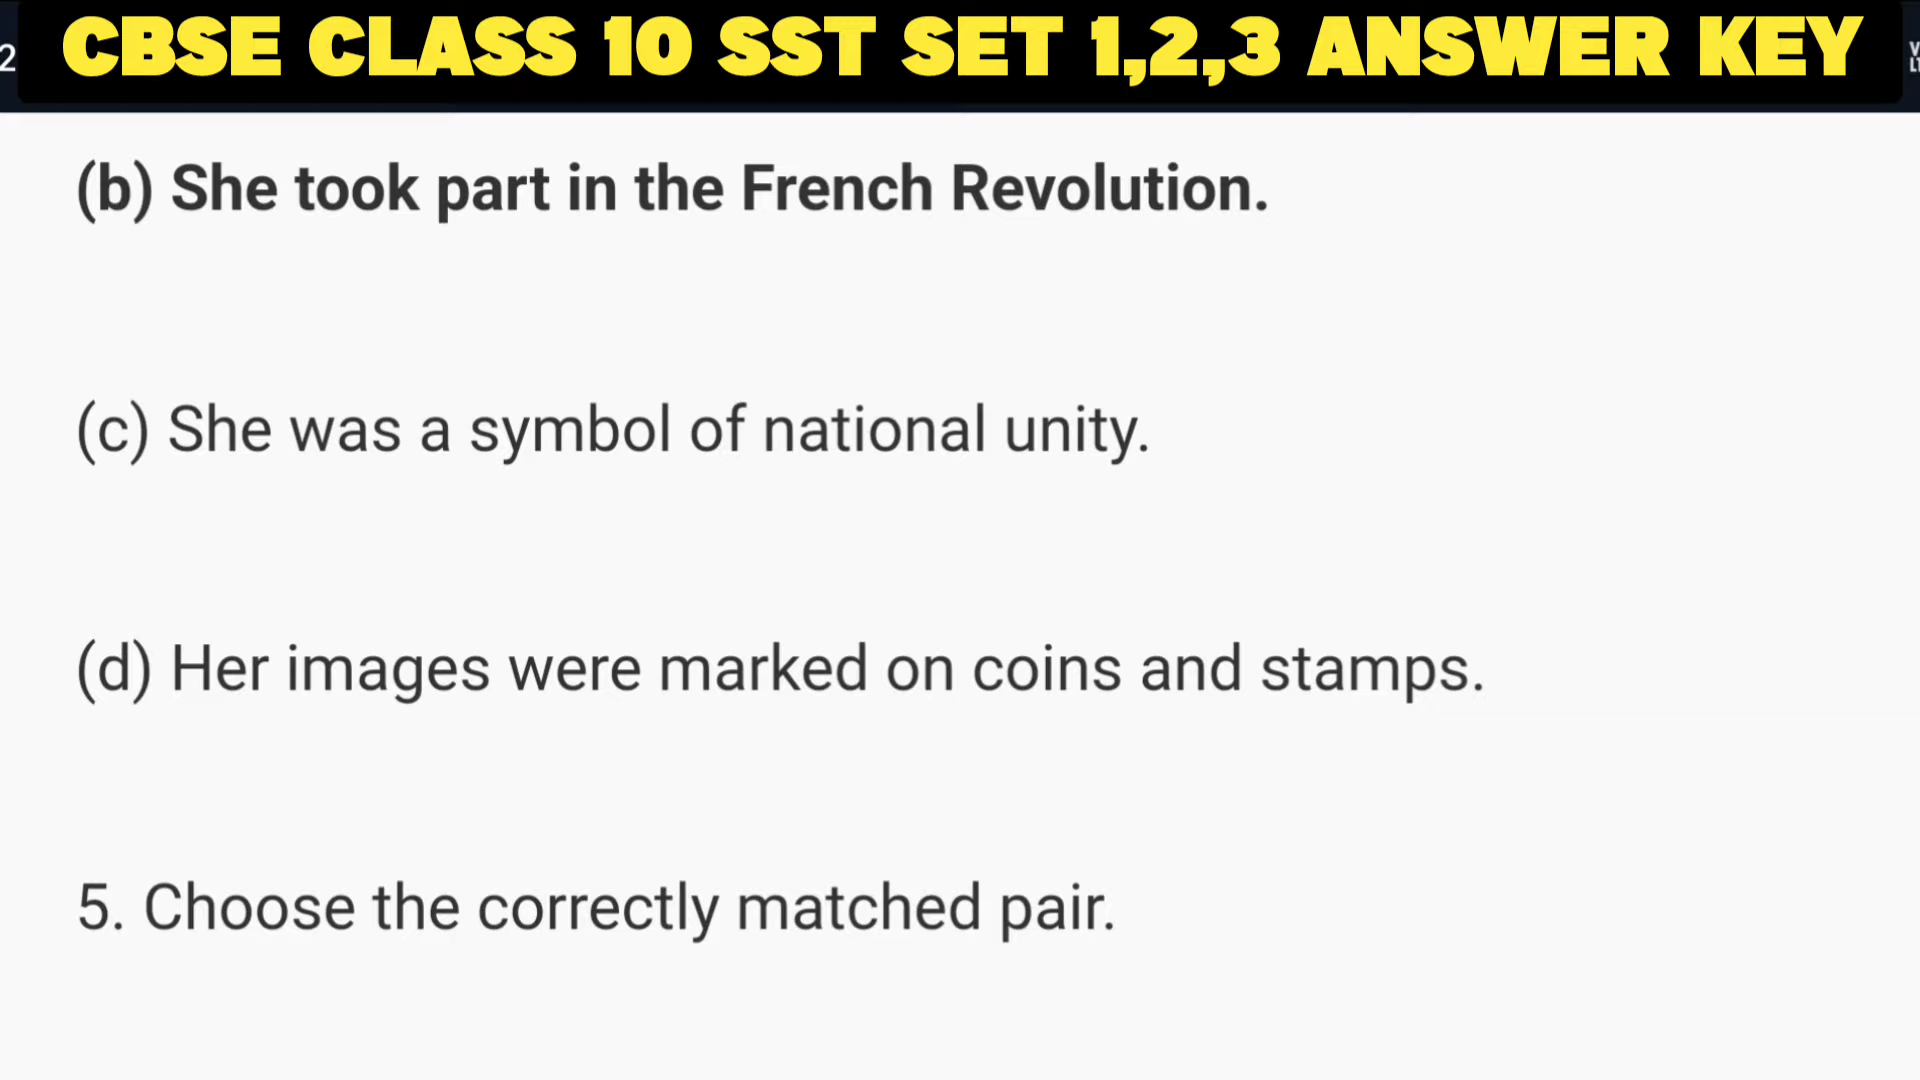 CBSE CLASS 10 SST SET 1,2,3 ANSWER KEY
2
(b) She took part in the French Revolution.
(c) She was a symbol of national unity.
(d) Her images were marked on coins and stamps.
5. Choose the correctly matched pair.